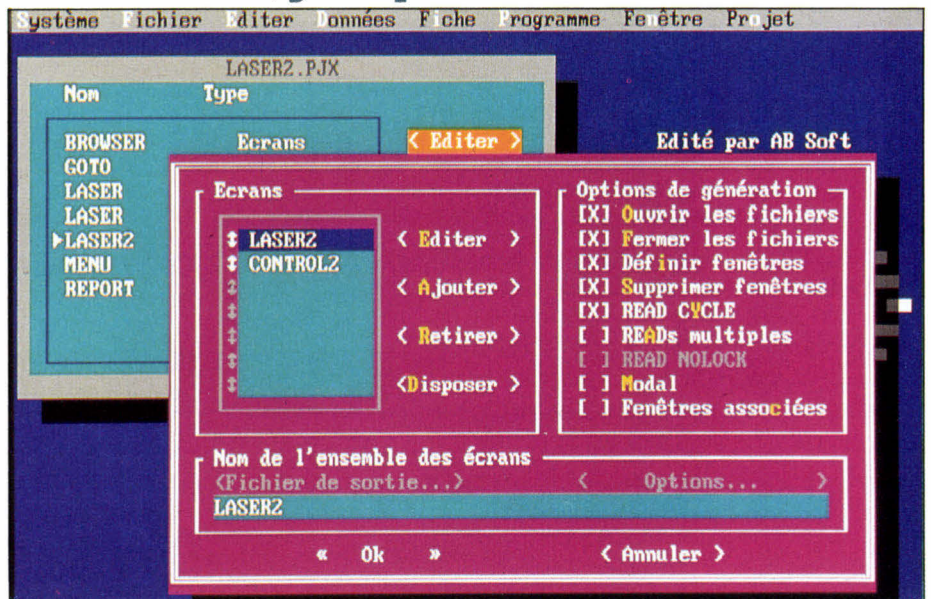 Système Fichier Editer Données Fiche Programme Fenêtre Projet
LASER2.PJX
Nom Type
BROWSER Ecrans < Editer >
Edité par AB Soft
GOTO
LASER
LASER
►LASER2
MENU
REPORT
Ecrans
LASER2
CONTROL2
< Editer >
< Ajouter >
< Retirer >
<Disposer >
Options de génération
[X] Ouvrir les fichiers
[X] Fermer les fichiers
[X] Définir fenêtres
[X] Supprimer fenêtres
[X] READ CYCLE
[ ] READs multiples
[ ] READ NOLOCK
[ ] Modal
[ ] Fenêtres associées
Nom de l'ensemble des écrans
<Fichier de sortie...> < Options... >
LASER2
« Ok » < Annuler >